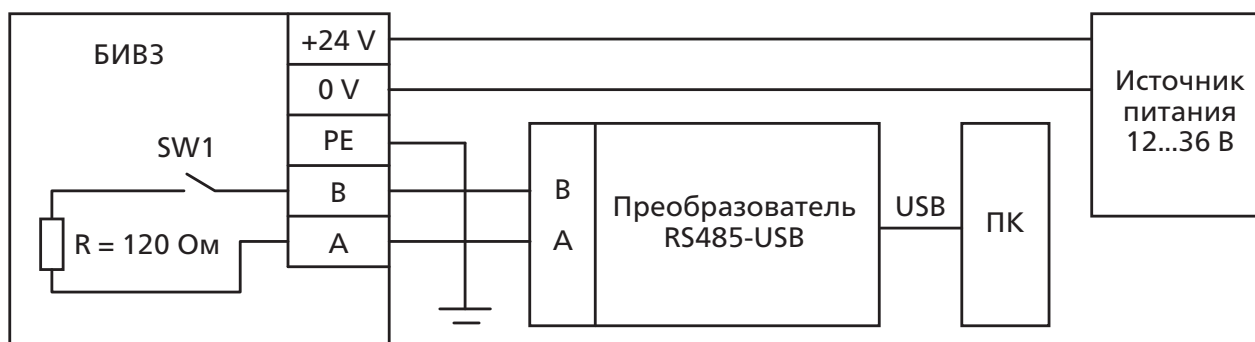 БИВ3
+24 V
0 V
PE
B
A
SW1
R = 120 Ом
B
A
Преобразователь
RS485-USB
USB
ПК
Источник
питания
12...36 В